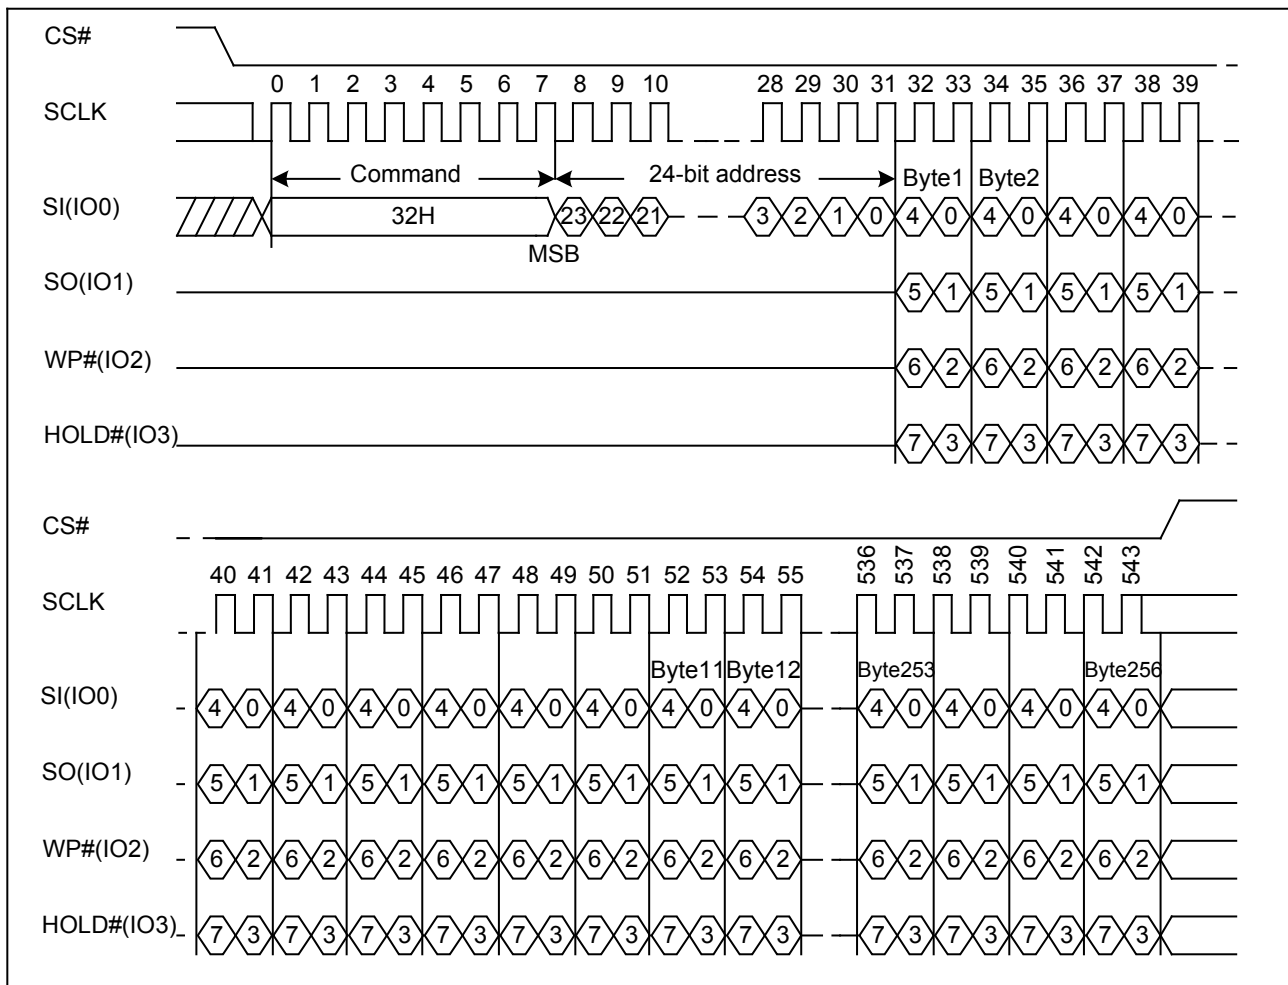 CS#
0 1 2 3 4 5 6 7 8 9 10 28 29 30 31 32 33 34 35 36 37 38 39
SCLK
Command 24-bit address Byte1 Byte2
SI(IO0) 32H 23 22 21 3 2 1 0 4 0 4 0 4 0 4 0
MSB
SO(IO1) 5 1 5 1 5 1 5 1
WP#(IO2) 6 2 6 2 6 2 6 2
HOLD#(IO3) 7 3 7 3 7 3 7 3
CS#
40 41 42 43 44 45 46 47 48 49 50 51 52 53 54 55 536 537 538 539 540 541 542 543
SCLK
Byte11 Byte12 Byte253 Byte256
SI(IO0) 4 0 4 0 4 0 4 0 4 0 4 0 4 0 4 0 4 0 4 0 4 0 4 0
SO(IO1) 5 1 5 1 5 1 5 1 5 1 5 1 5 1 5 1 5 1 5 1 5 1 5 1
WP#(IO2) 6 2 6 2 6 2 6 2 6 2 6 2 6 2 6 2 6 2 6 2 6 2 6 2
HOLD#(IO3) 7 3 7 3 7 3 7 3 7 3 7 3 7 3 7 3 7 3 7 3 7 3 7 3